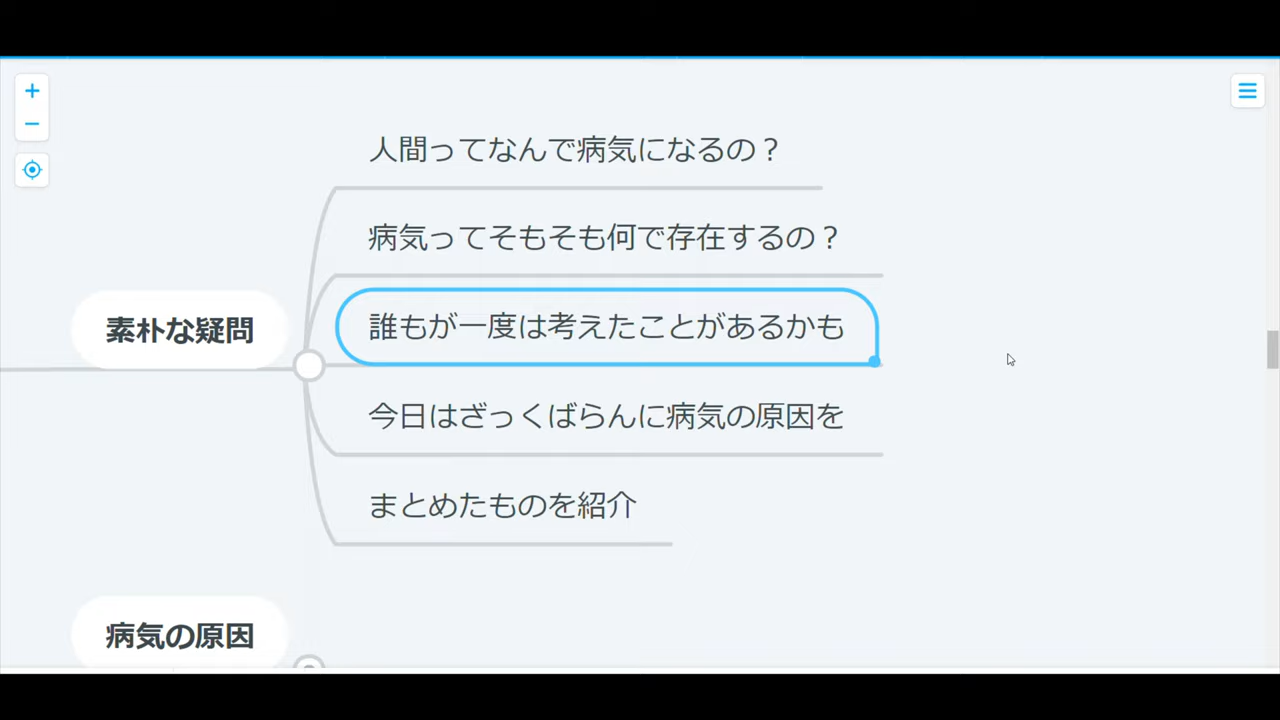 人間ってなんで病気になるの？
病気ってそもそも何で存在するの？
素朴な疑問
誰もが一度は考えたことがあるかも
今日はざっくばらんに病気の原因を
まとめたものを紹介
病気の原因